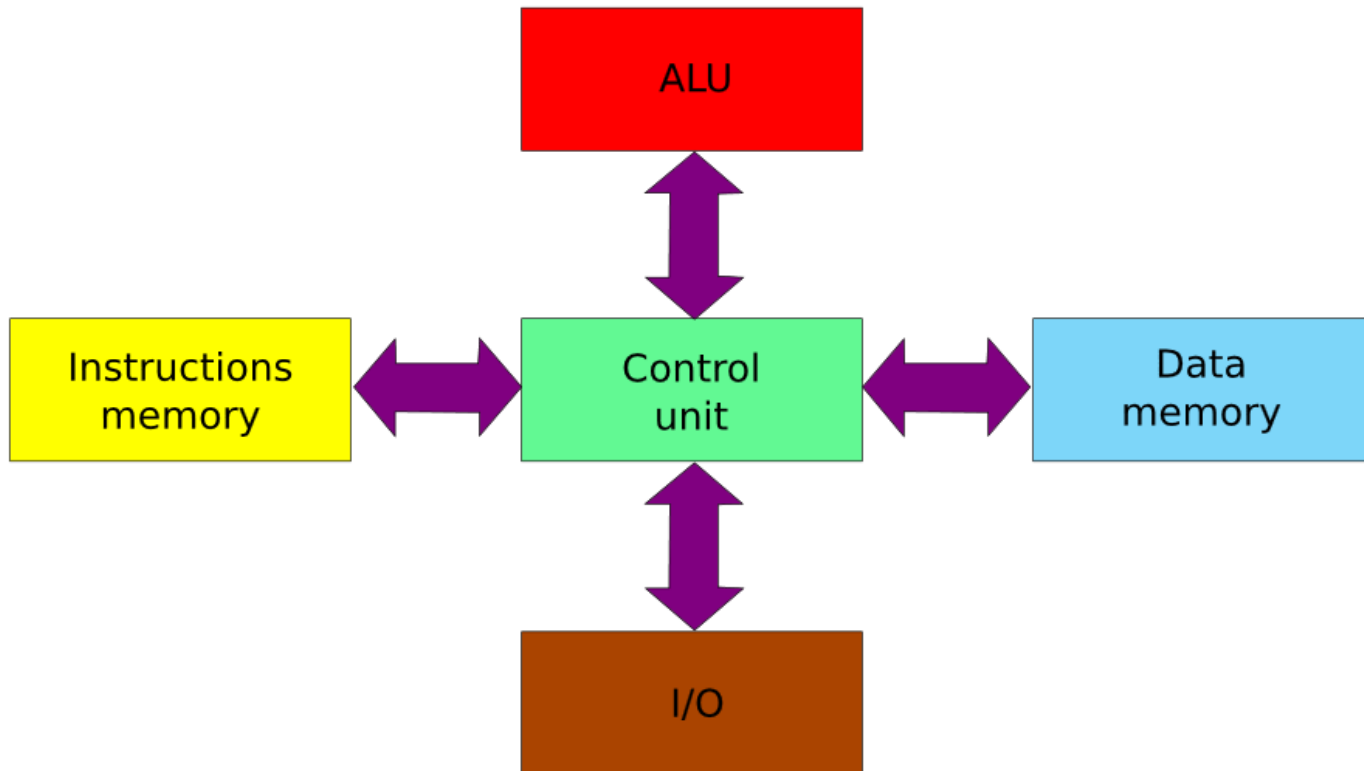 ALU
Instructions
memory
Control
unit
Data
memory
I/O